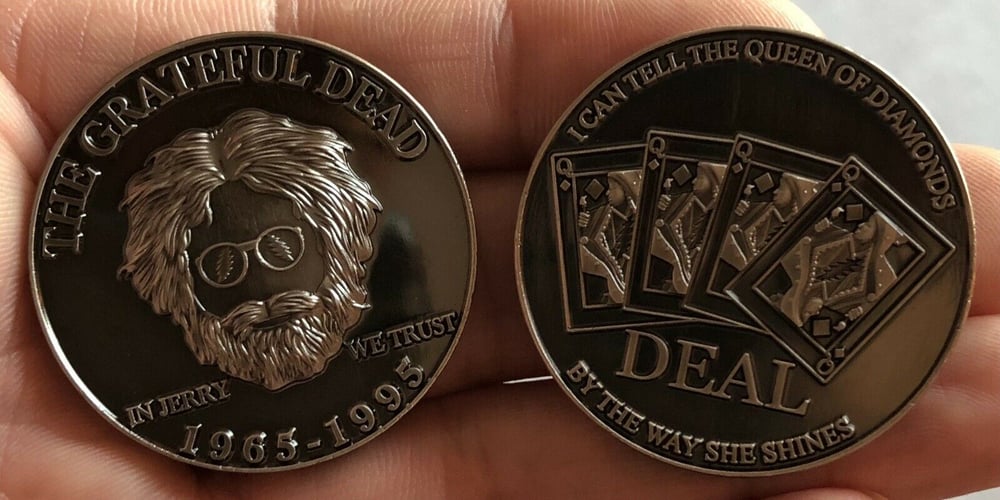 THE GRATEFUL DEAD
IN JERRY
WE TRUST
1965-1995
I CAN TELL THE QUEEN OF DIAMONDS
Q
Q
Q
Q
Q
DEAL
BY THE WAY SHE SHINES